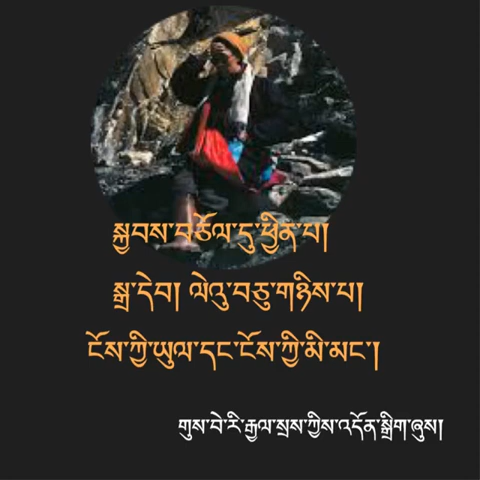 སྐྱབས་བཅོལ་དུ་ཕྱིན་པ།
སྒྲ་དེབ། ལེའུ་བཅུ་གཉིས་པ།
ངོས་ཀྱི་ཡུལ་དང་ངོས་ཀྱི་མི་མང་།
གུས་བེ་རི་རྒྱལ་སྲས་ཀྱིས་འདོན་སྒྲིག་ཞུས།